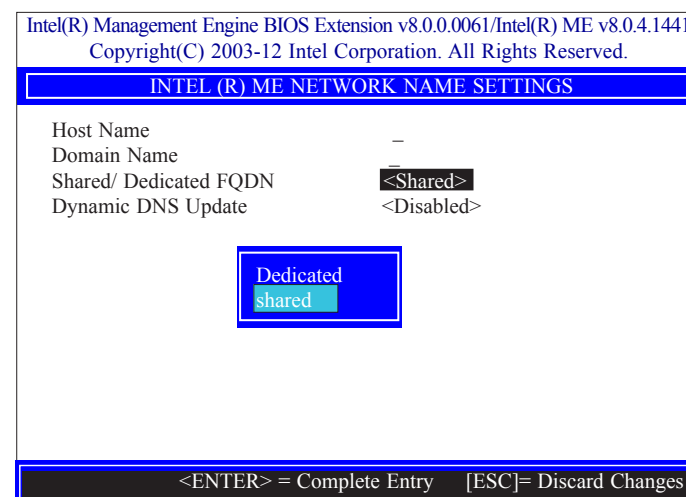 Intel(R) Management Engine BIOS Extension v8.0.0.0061/Intel(R) ME v8.0.4.1441
Copyright(C) 2003-12 Intel Corporation. All Rights Reserved.
INTEL (R) ME NETWORK NAME SETTINGS
Host Name _
Domain Name _
Shared/ Dedicated FQDN <Shared>
Dynamic DNS Update <Disabled>
Dedicated
shared
<ENTER> = Complete Entry [ESC]= Discard Changes